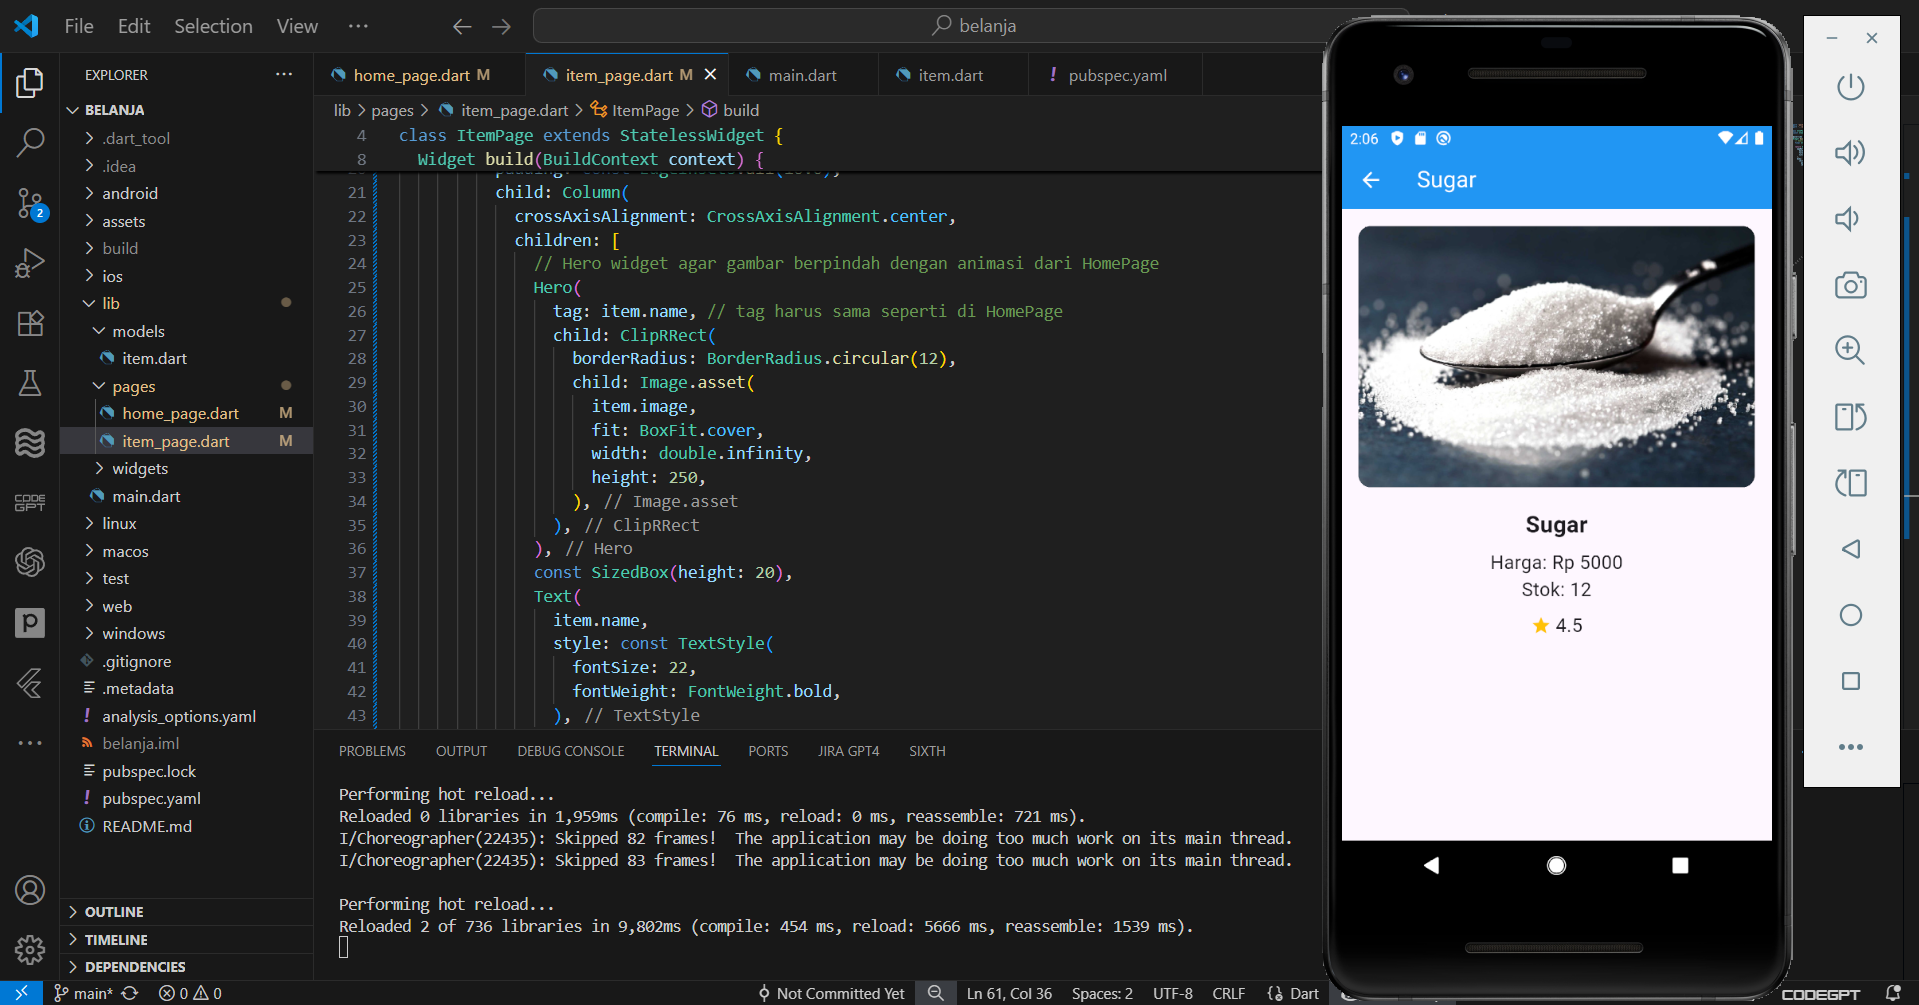 File Edit Selection View ··· belanja
EXPLORER ···
BELANJA
.dart_tool
.idea
android
assets
build
ios
lib
models
item.dart
pages
home_page.dart M
item_page.dart M
widgets
main.dart
linux
macos
test
web
windows
.gitignore
.metadata
analysis_options.yaml
belanja.iml
pubspec.lock
pubspec.yaml
README.md
OUTLINE
TIMELINE
DEPENDENCIES
2
CODE
GPT
home_page.dart M item_page.dart M main.dart item.dart pubspec.yaml
lib > pages > item_page.dart > ItemPage > build
4 class ItemPage extends StatelessWidget {
8 Widget build(BuildContext context) {
21 child: Column(
22 crossAxisAlignment: CrossAxisAlignment.center,
23 children: [
24 // Hero widget agar gambar berpindah dengan animasi dari HomePage
25 Hero(
26 tag: item.name, // tag harus sama seperti di HomePage
27 child: ClipRRect(
28 borderRadius: BorderRadius.circular(12),
29 child: Image.asset(
30 item.image,
31 fit: BoxFit.cover,
32 width: double.infinity,
33 height: 250,
34 ), // Image.asset
35 ), // ClipRRect
36 ), // Hero
37 const SizedBox(height: 20),
38 Text(
39 item.name,
40 style: const TextStyle(
41 fontSize: 22,
42 fontWeight: FontWeight.bold,
43 ), // TextStyle
PROBLEMS OUTPUT DEBUG CONSOLE TERMINAL PORTS JIRA GPT4 SIXTH
Performing hot reload...
Reloaded 0 libraries in 1,959ms (compile: 76 ms, reload: 0 ms, reassemble: 721 ms).
I/Choreographer(22435): Skipped 82 frames!  The application may be doing too much work on its main thread.
I/Choreographer(22435): Skipped 83 frames!  The application may be doing too much work on its main thread.
Performing hot reload...
Reloaded 2 of 736 libraries in 9,802ms (compile: 454 ms, reload: 5666 ms, reassemble: 1539 ms).
2:06
Sugar
Sugar
Harga: Rp 5000
Stok: 12
4.5
main* 0 0 Not Committed Yet Ln 61, Col 36 Spaces: 2 UTF-8 CRLF {} Dart CODEGPT